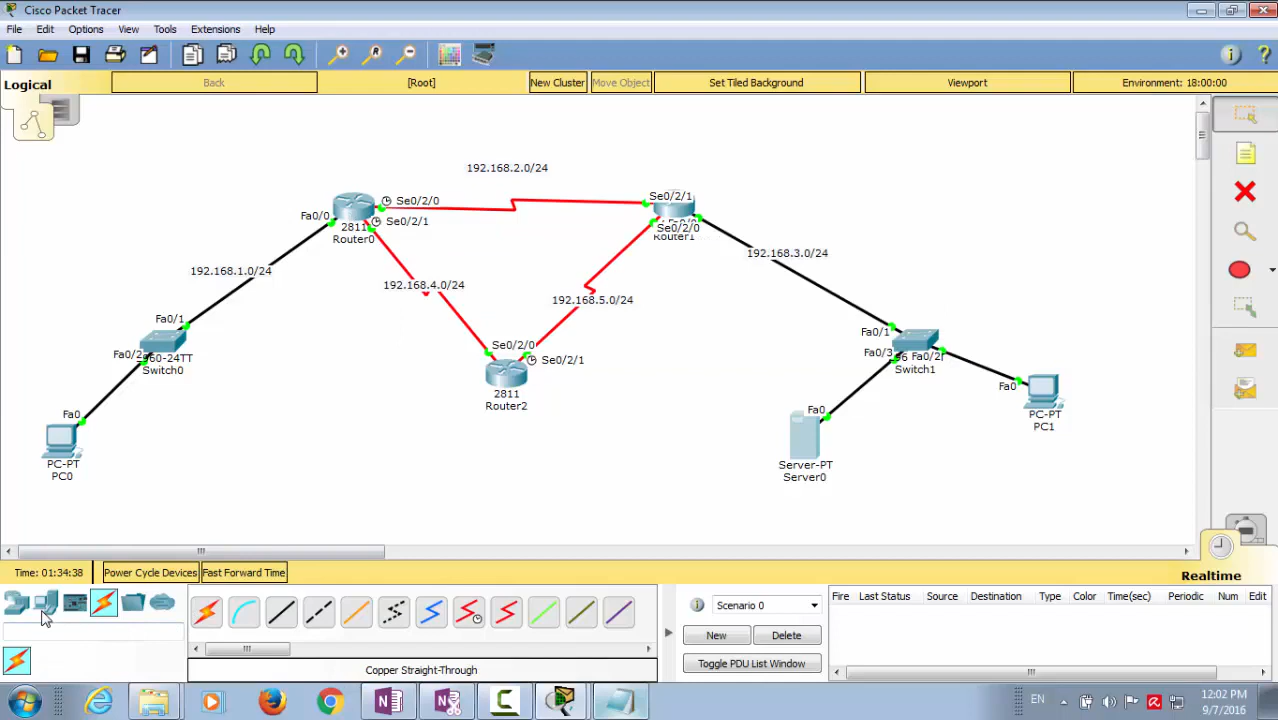 Cisco Packet Tracer
File Edit Options View Tools Extensions Help
Logical Back [Root] New Cluster Move Object Set Tiled Background Viewport Environment: 18:00:00
192.168.2.0/24
Se0/2/1
Se0/2/0
Fa0/0
Se0/2/1
2811
Router0
Se0/2/0
Router1
192.168.3.0/24
192.168.1.0/24
192.168.4.0/24
192.168.5.0/24
Fa0/1
Fa0/1
Fa0/2
60-24TT
Switch0
Se0/2/0
Se0/2/1
2811
Router2
Fa0/3
Fa0/2
Switch1
Fa0
PC-PT
PC1
Fa0
PC-PT
PC0
Fa0
Server-PT
Server0
Time: 01:34:38 Power Cycle Devices Fast Forward Time Realtime
Scenario 0
Fire Last Status Source Destination Type Color Time(sec) Periodic Num Edit
New Delete
Toggle PDU List Window
Copper Straight-Through
EN
12:02 PM
9/7/2016